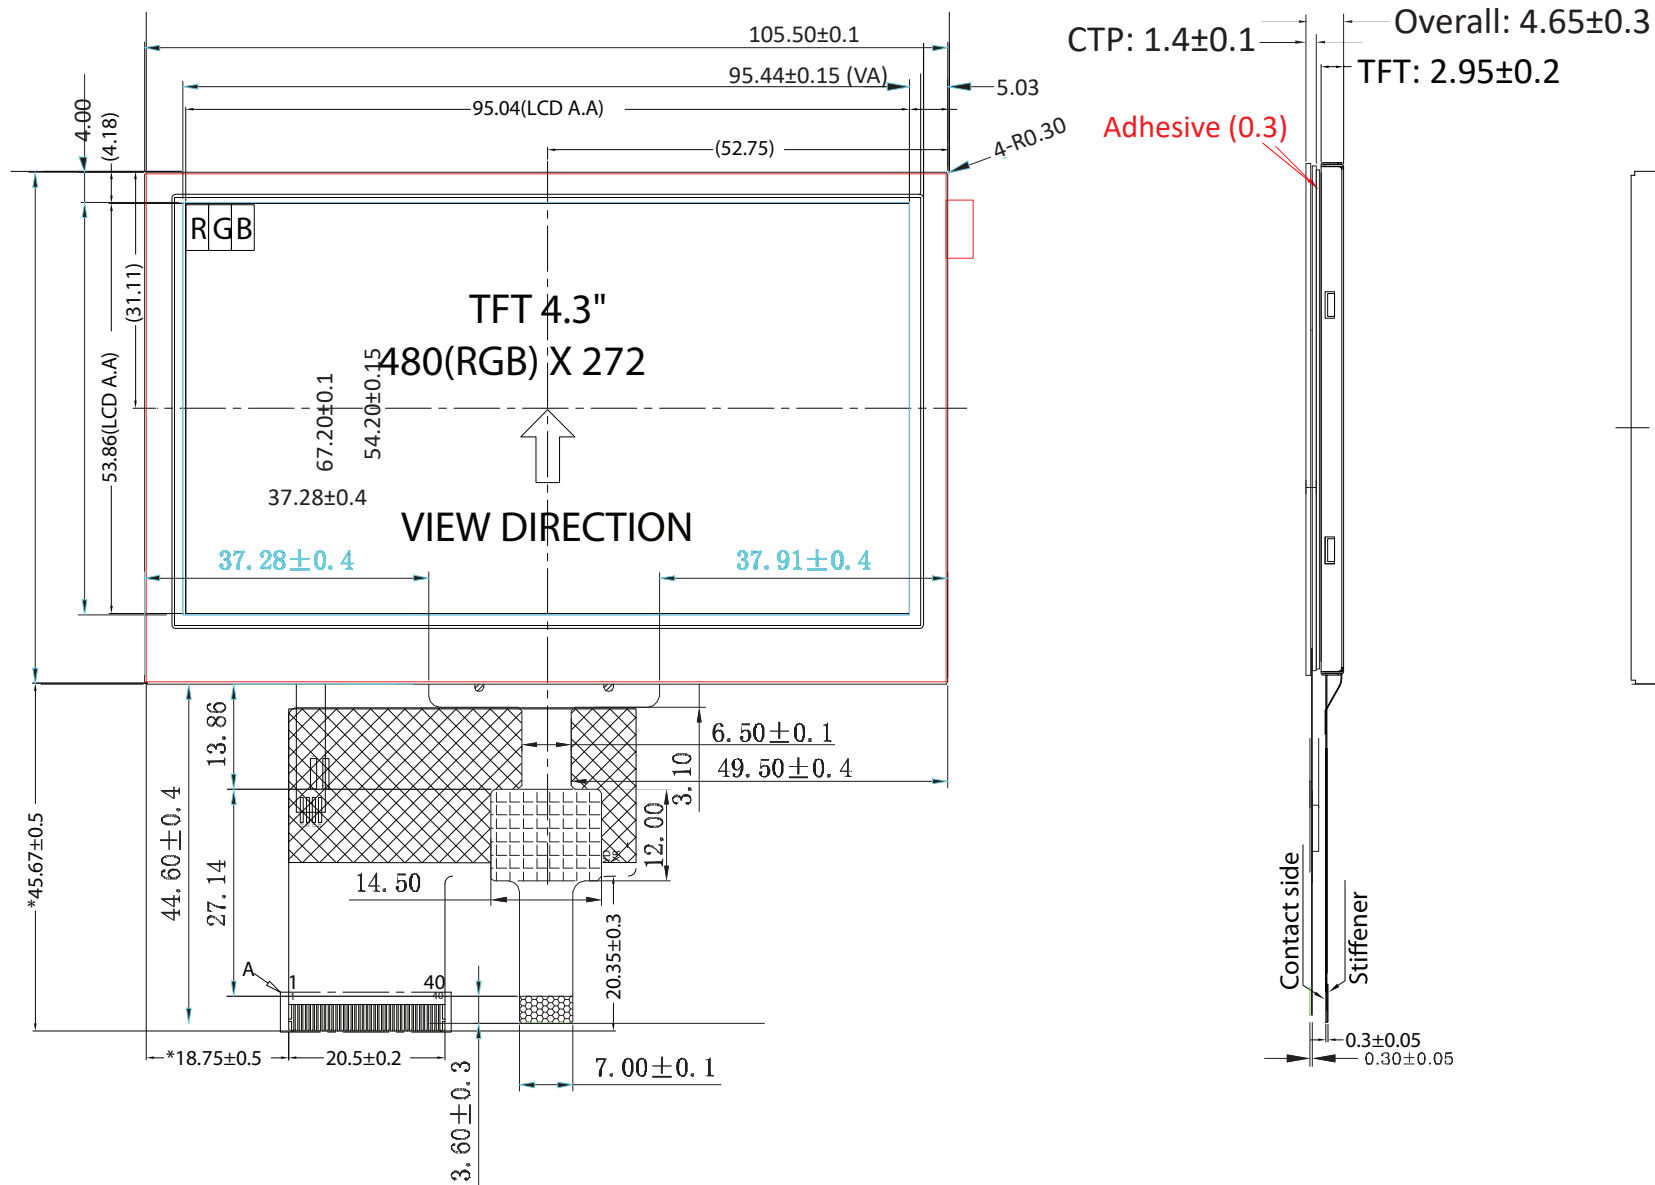 105.50±0.1
CTP: 1.4±0.1
Overall: 4.65±0.3
95.44±0.15 (VA)
5.03
TFT: 2.95±0.2
95.04(LCD A.A)
4.00
(4.18)
(52.75)
4-R0.30
Adhesive (0.3)
R G B
(31.11)
TFT 4.3"
480(RGB) X 272
53.86(LCD A.A)
67.20±0.1
54.20±0.15
37.28±0.4
VIEW DIRECTION
37.28±0.4
37.91±0.4
13.86
6.50±0.1
49.50±0.4
3.10
*45.67±0.5
44.60±0.4
27.14
12.00
14.50
20.35±0.3
Contact side
Stiffener
A
1
40
*18.75±0.5
20.5±0.2
3.60±0.3
7.00±0.1
0.3±0.05
0.30±0.05